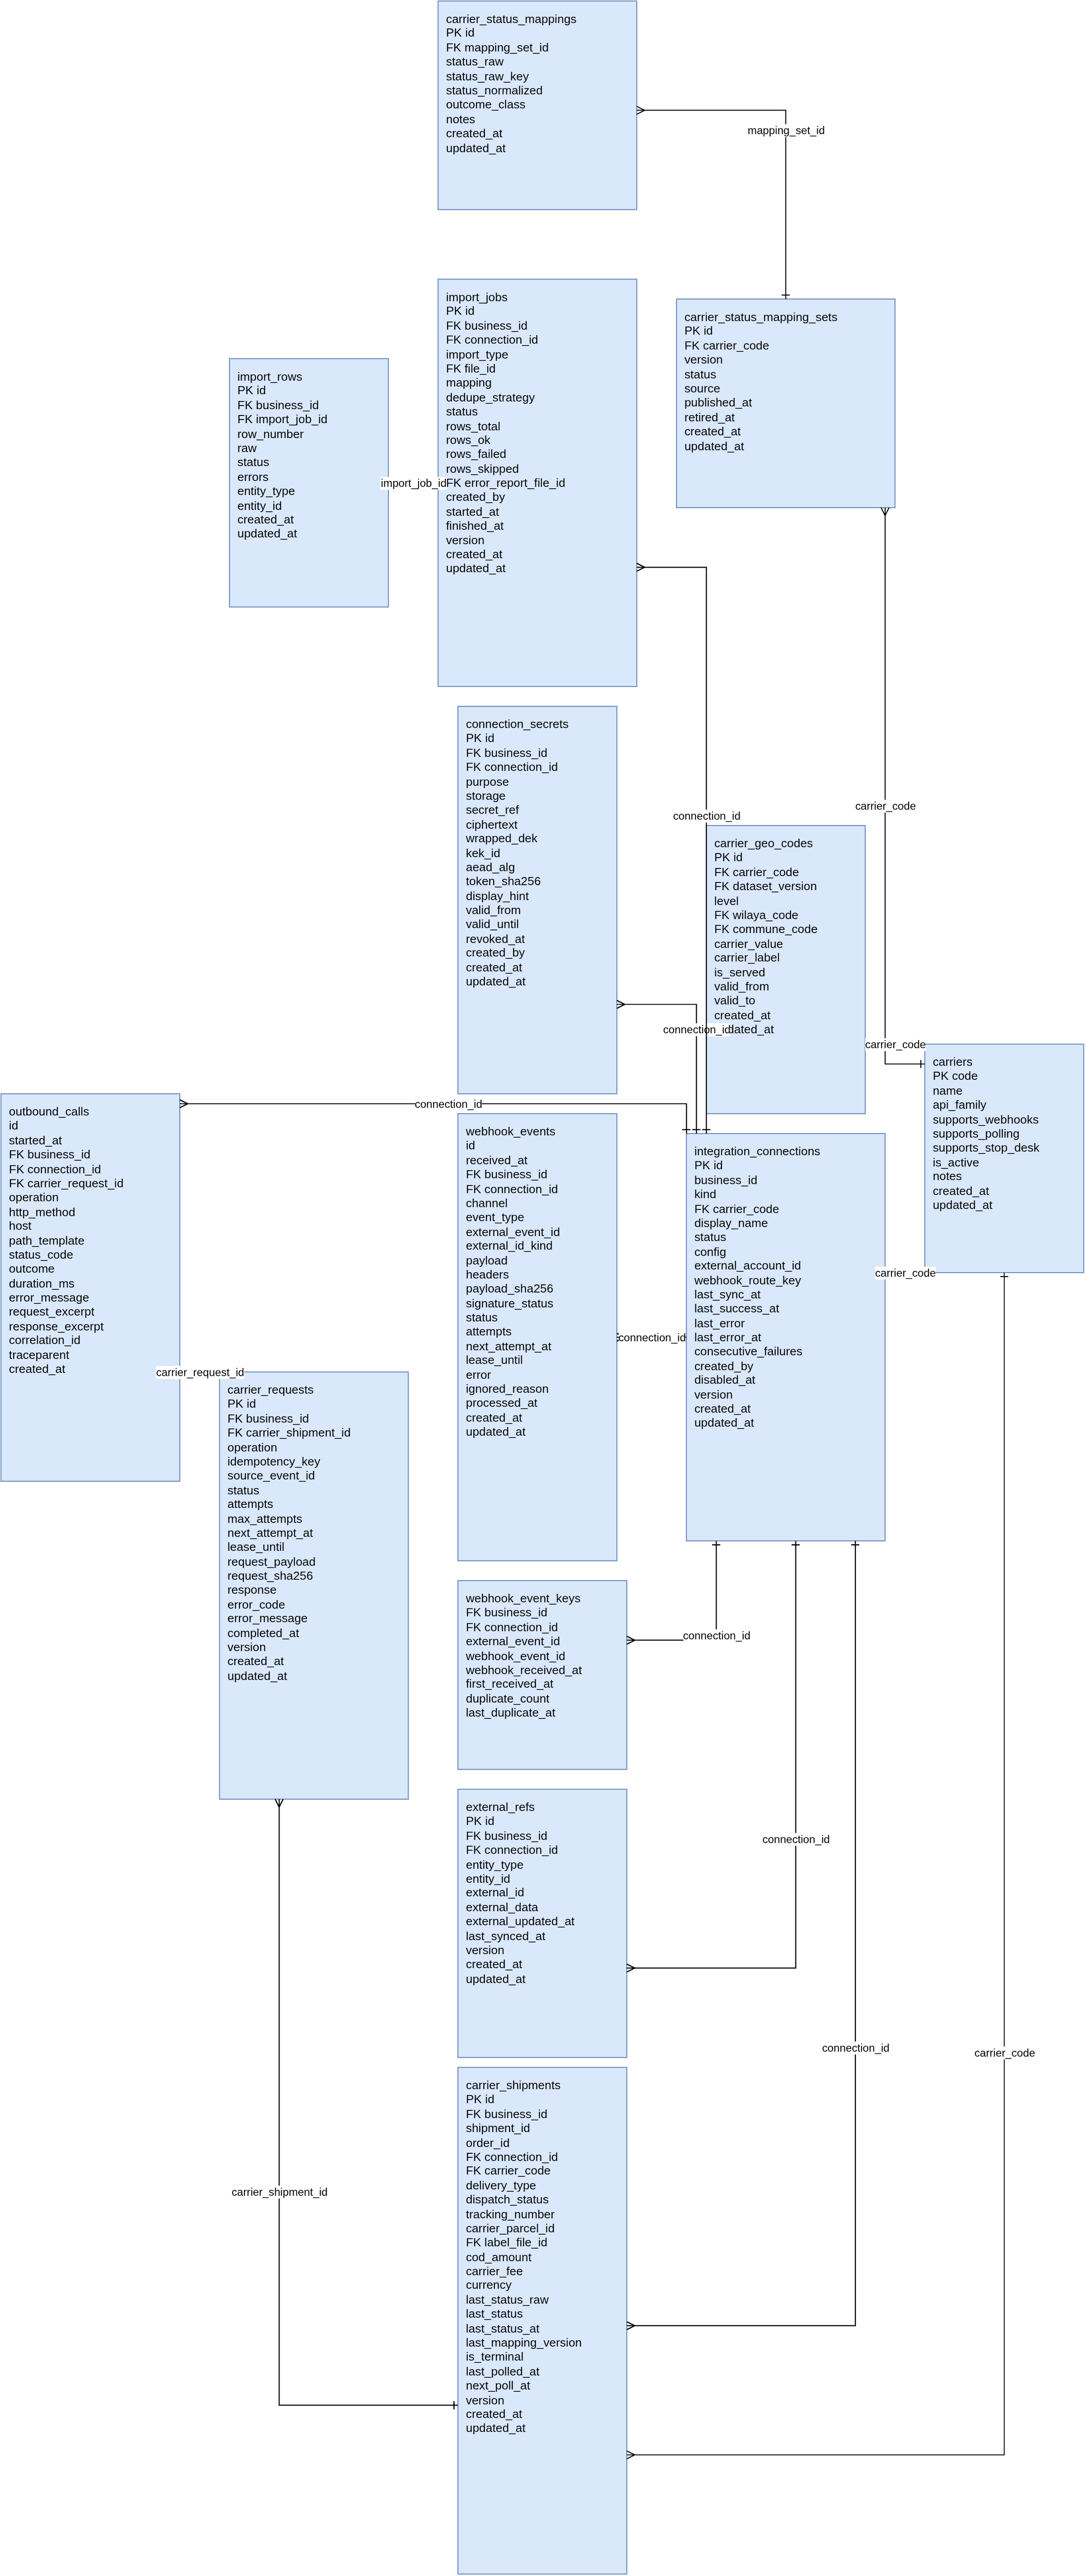 carrier_status_mappings
PK id
FK mapping_set_id
status_raw
status_raw_key
status_normalized
outcome_class
notes
created_at
updated_at
mapping_set_id
import_jobs
PK id
FK business_id
FK connection_id
import_type
FK file_id
mapping
dedupe_strategy
status
rows_total
rows_ok
rows_failed
rows_skipped
FK error_report_file_id
created_by
started_at
finished_at
version
created_at
updated_at
carrier_status_mapping_sets
PK id
FK carrier_code
version
status
source
published_at
retired_at
created_at
updated_at
import_rows
PK id
FK business_id
FK import_job_id
row_number
raw
status
errors
entity_type
entity_id
created_at
updated_at
import_job_id
connection_secrets
PK id
FK business_id
FK connection_id
purpose
storage
secret_ref
ciphertext
wrapped_dek
kek_id
aead_alg
token_sha256
display_hint
valid_from
valid_until
revoked_at
created_by
created_at
updated_at
connection_id
carrier_code
carrier_geo_codes
PK id
FK carrier_code
FK dataset_version
level
FK wilaya_code
FK commune_code
carrier_value
carrier_label
is_served
valid_from
valid_to
created_at
dated_at
connection_id
carrier_code
carriers
PK code
name
api_family
supports_webhooks
supports_polling
supports_stop_desk
is_active
notes
created_at
updated_at
outbound_calls
id
started_at
FK business_id
FK connection_id
FK carrier_request_id
operation
http_method
host
path_template
status_code
outcome
duration_ms
error_message
request_excerpt
response_excerpt
correlation_id
traceparent
created_at
connection_id
webhook_events
id
received_at
FK business_id
FK connection_id
channel
event_type
external_event_id
external_id_kind
payload
headers
payload_sha256
signature_status
status
attempts
next_attempt_at
lease_until
error
ignored_reason
processed_at
created_at
updated_at
connection_id
integration_connections
PK id
business_id
kind
FK carrier_code
display_name
status
config
external_account_id
webhook_route_key
last_sync_at
last_success_at
last_error
last_error_at
consecutive_failures
created_by
disabled_at
version
created_at
updated_at
carrier_code
carrier_request_id
carrier_requests
PK id
FK business_id
FK carrier_shipment_id
operation
idempotency_key
source_event_id
status
attempts
max_attempts
next_attempt_at
lease_until
request_payload
request_sha256
response
error_code
error_message
completed_at
version
created_at
updated_at
webhook_event_keys
FK business_id
FK connection_id
external_event_id
webhook_event_id
webhook_received_at
first_received_at
duplicate_count
last_duplicate_at
connection_id
external_refs
PK id
FK business_id
FK connection_id
entity_type
entity_id
external_id
external_data
external_updated_at
last_synced_at
version
created_at
updated_at
connection_id
connection_id
carrier_code
carrier_shipments
PK id
FK business_id
shipment_id
order_id
FK connection_id
FK carrier_code
delivery_type
dispatch_status
tracking_number
carrier_parcel_id
FK label_file_id
cod_amount
carrier_fee
currency
last_status_raw
last_status
last_status_at
last_mapping_version
is_terminal
last_polled_at
next_poll_at
version
created_at
updated_at
carrier_shipment_id